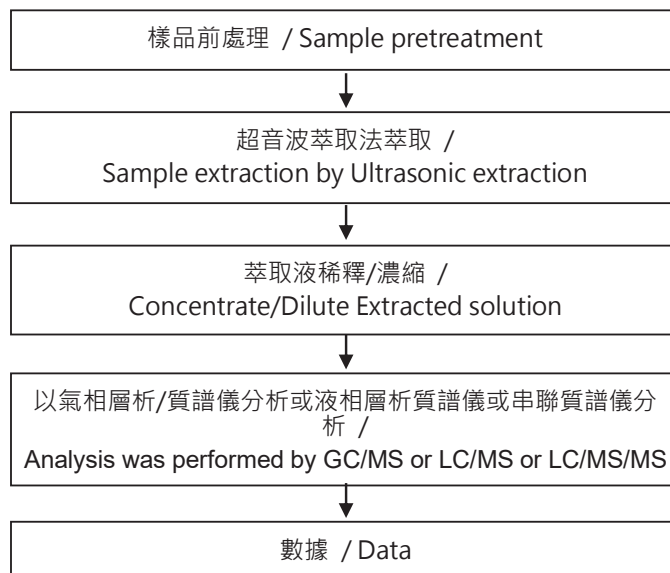 樣品前處理 / Sample pretreatment
超音波萃取法萃取 /
Sample extraction by Ultrasonic extraction
萃取液稀釋/濃縮 /
Concentrate/Dilute Extracted solution
以氣相層析/質譜儀分析或液相層析質譜儀或串聯質譜儀分
析 /
Analysis was performed by GC/MS or LC/MS or LC/MS/MS
數據 / Data